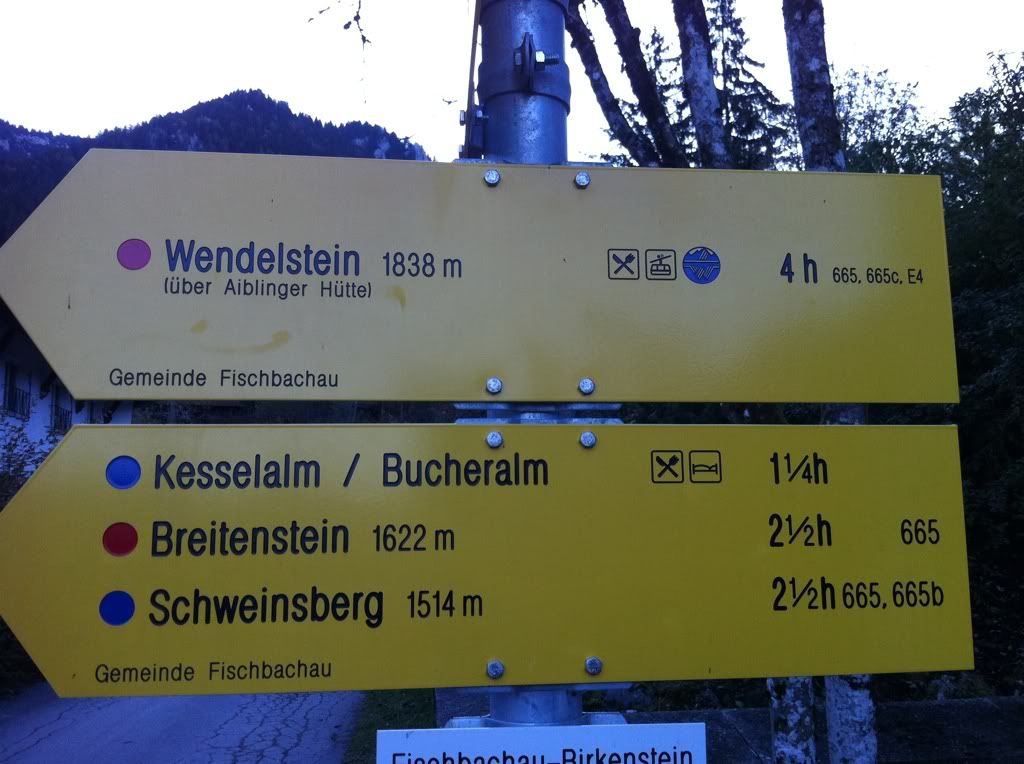 Wendelstein 1838 m 4 h 665, 665c, E4
(über Aiblinger Hütte)
Gemeinde Fischbachau
Kesselalm / Bucheralm 1¼h
Breitenstein 1622 m 2½h 665
Schweinsberg 1514 m 2½h 665, 665b
Gemeinde Fischbachau
Fischbachau-Birkenstein